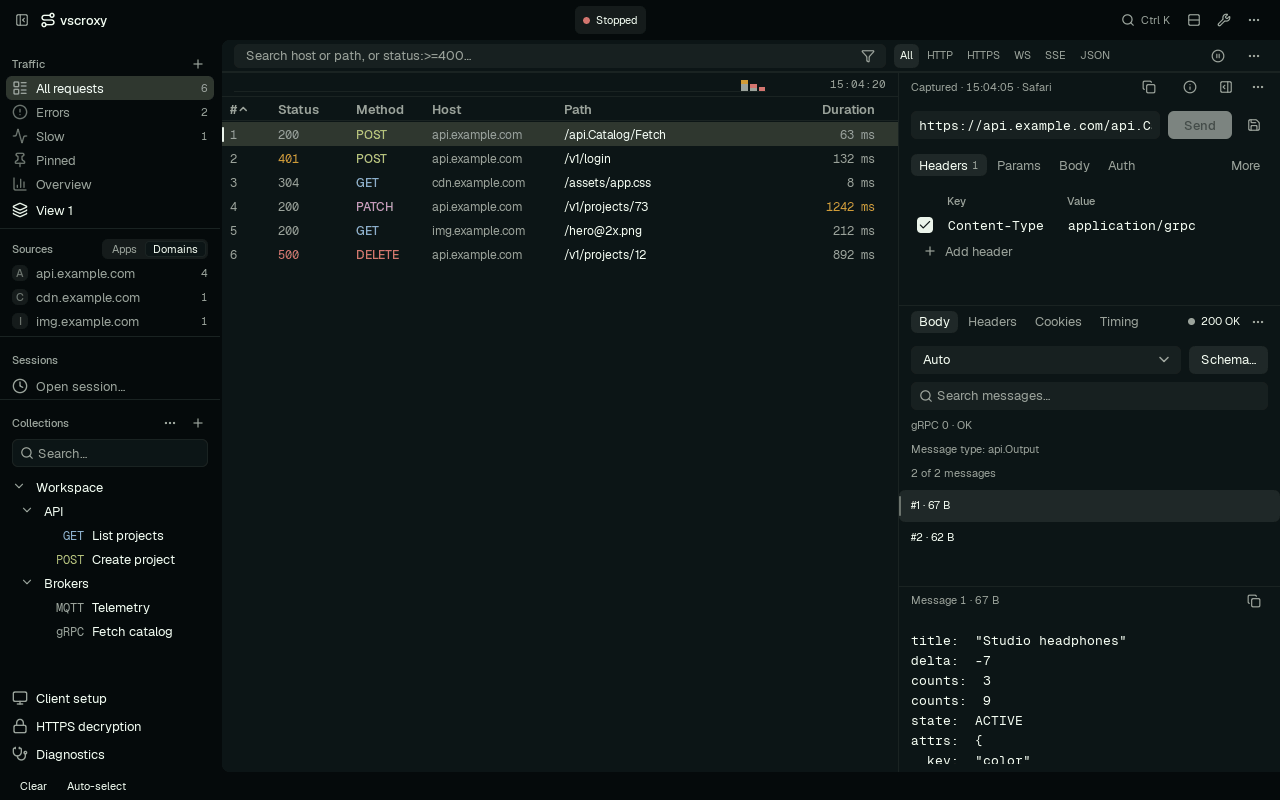 vscroxy
Stopped
Ctrl K
Traffic
All requests 6
Errors 2
Slow 1
Pinned
Overview
View 1
Sources Apps Domains
A api.example.com 4
C cdn.example.com 1
I img.example.com 1
Sessions
Open session…
Collections
Search…
Workspace
API
GET List projects
POST Create project
Brokers
MQTT Telemetry
gRPC Fetch catalog
Client setup
HTTPS decryption
Diagnostics
Clear Auto-select
Search host or path, or status:>=400…
All HTTP HTTPS WS SSE JSON
15:04:20
# Status Method Host Path Duration
1 200 POST api.example.com /api.Catalog/Fetch 63 ms
2 401 POST api.example.com /v1/login 132 ms
3 304 GET cdn.example.com /assets/app.css 8 ms
4 200 PATCH api.example.com /v1/projects/73 1242 ms
5 200 GET img.example.com /hero@2x.png 212 ms
6 500 DELETE api.example.com /v1/projects/12 892 ms
Captured · 15:04:05 · Safari
https://api.example.com/api.C Send
Headers 1 Params Body Auth More
Key Value
Content-Type application/grpc
Add header
Body Headers Cookies Timing 200 OK
Auto Schema…
Search messages…
gRPC 0 · OK
Message type: api.Output
2 of 2 messages
#1 · 67 B
#2 · 62 B
Message 1 · 67 B
title: "Studio headphones"
delta: -7
counts: 3
counts: 9
state: ACTIVE
attrs: {
key: "color"